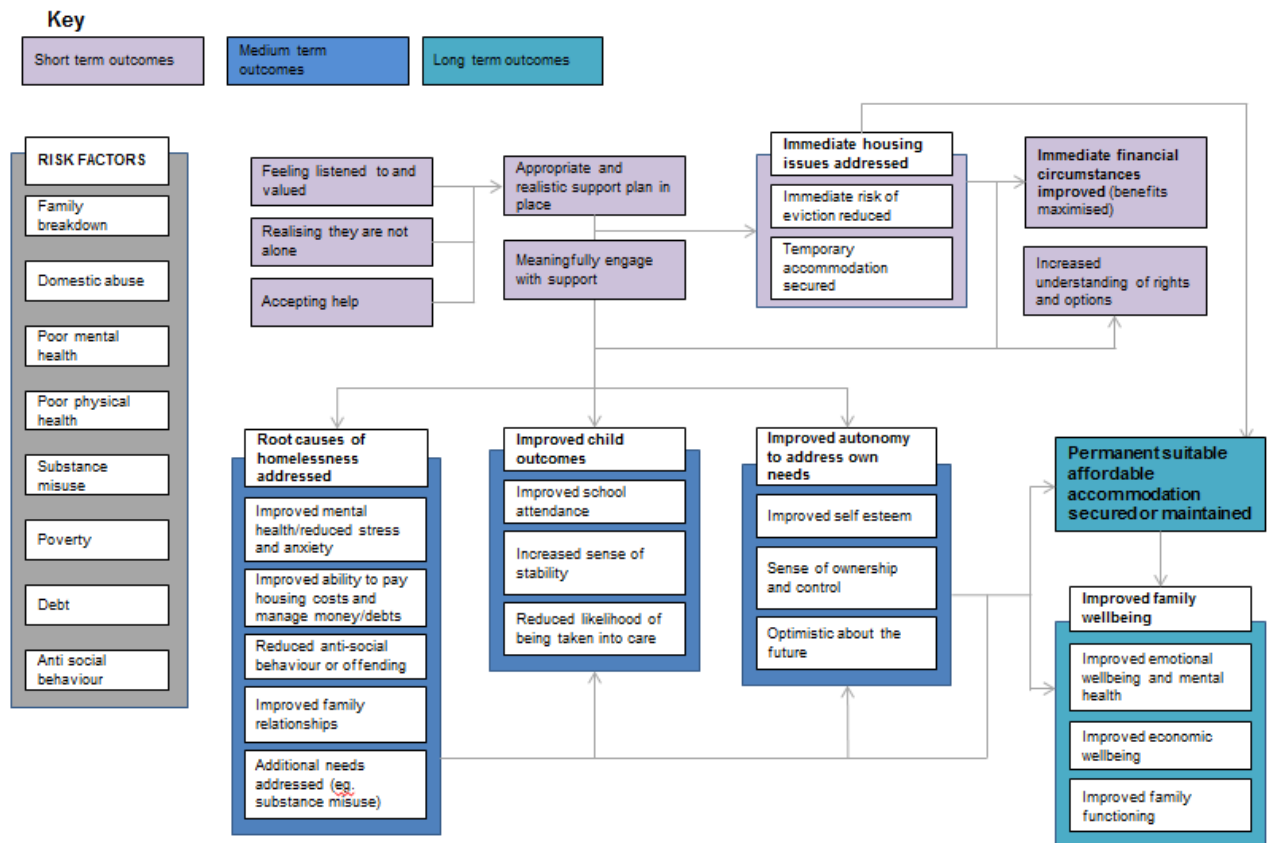 Key
Short term outcomes
Medium term
outcomes
Long term outcomes
RISK FACTORS
Family
breakdown
Domestic abuse
Poor mental
health
Poor physical
health
Substance
misuse
Poverty
Debt
Anti social
behaviour
Feeling listened to and
valued
Realising they are not
alone
Accepting help
Appropriate and
realistic support plan in
place
Meaningfully engage
with support
Immediate housing
issues addressed
Immediate risk of
eviction reduced
Temporary
accommodation
secured
Immediate financial
circumstances
improved (benefits
maximised)
Increased
understanding of rights
and options
Root causes of
homelessness
addressed
Improved mental
health/reduced stress
and anxiety
Improved ability to pay
housing costs and
manage money/debts
Reduced anti-social
behaviour or offending
Improved family
relationships
Additional needs
addressed (eg.
substance misuse)
Improved child
outcomes
Improved school
attendance
Increased sense of
stability
Reduced likelihood of
being taken into care
Improved autonomy
to address own
needs
Improved self esteem
Sense of ownership
and control
Optimistic about the
future
Permanent suitable
affordable
accommodation
secured or maintained
Improved family
wellbeing
Improved emotional
wellbeing and mental
health
Improved economic
wellbeing
Improved family
functioning